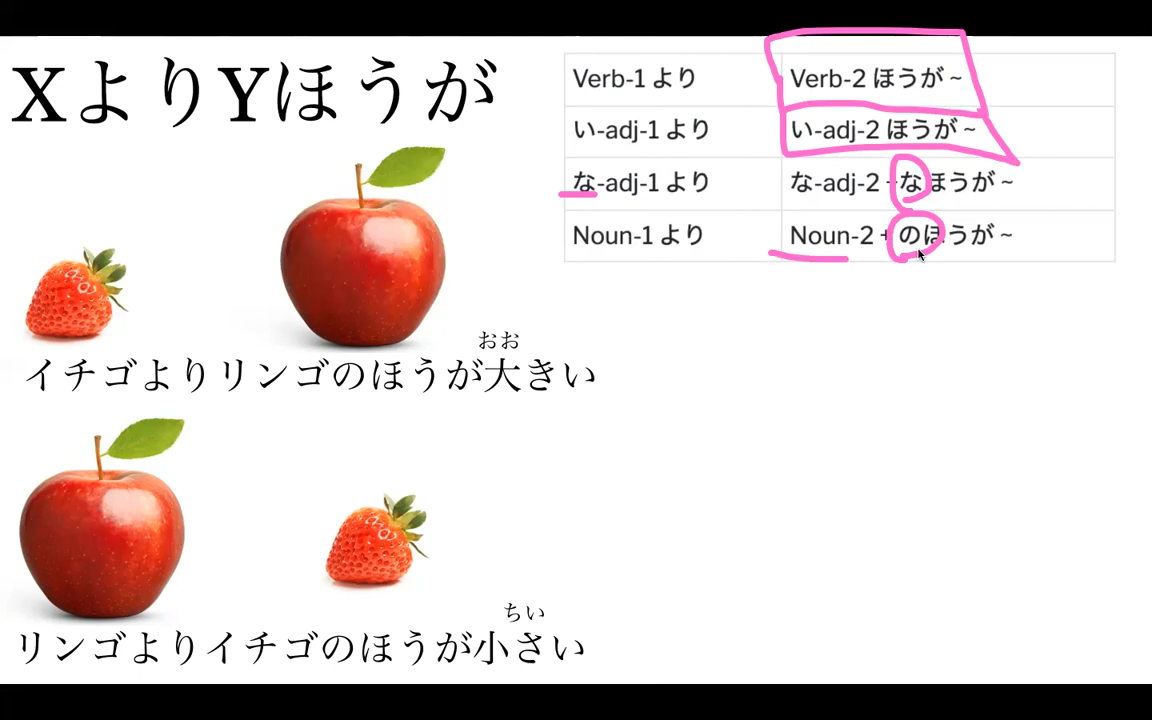 XよりYほうが
Verb-1 より Verb-2 ほうが ~
い-adj-1 より い-adj-2 ほうが ~
な-adj-1 より な-adj-2 + な ほうが ~
Noun-1 より Noun-2 + のほうが ~
おお
イチゴよりリンゴのほうが大きい
ちい
リンゴよりイチゴのほうが小さい